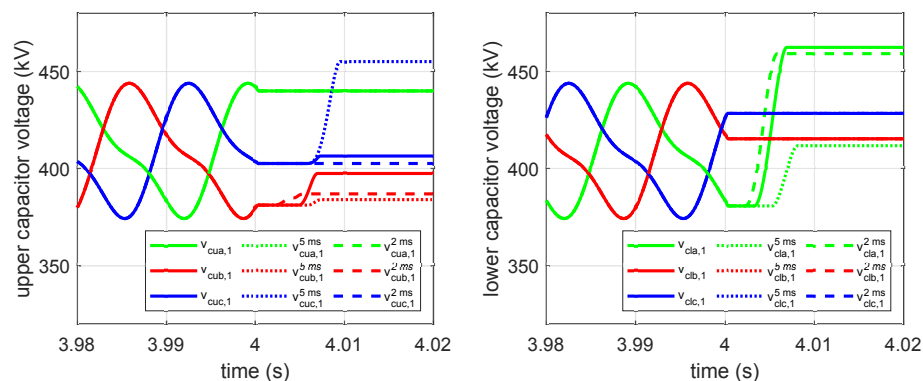 upper capacitor voltage (kV)
450
400
350
v_cua,1 v^5 ms_cua,1 v^2 ms_cua,1
v_cub,1 v^5 ms_cub,1 v^2 ms_cub,1
v_cuc,1 v^5 ms_cuc,1 v^2 ms_cuc,1
3.98 3.99 4 4.01 4.02
time (s)
lower capacitor voltage (kV)
450
400
350
v_cla,1 v^5 ms_cla,1 v^2 ms_cla,1
v_clb,1 v^5 ms_clb,1 v^2 ms_clb,1
v_clc,1 v^5 ms_clc,1 v^2 ms_clc,1
3.98 3.99 4 4.01 4.02
time (s)